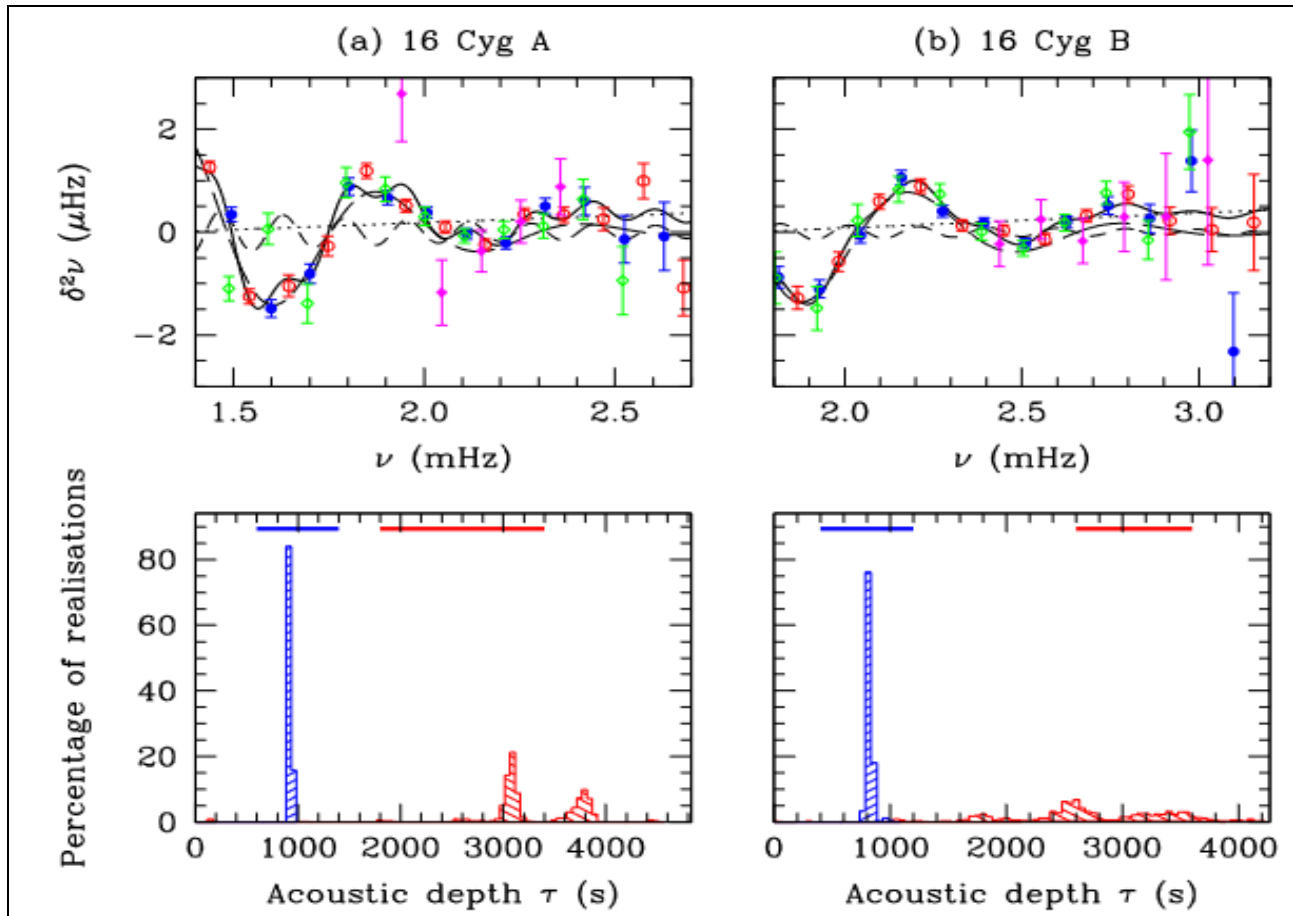 (a) 16 Cyg A
(b) 16 Cyg B
δ²ν (μHz)
2
0
−2
1.5 2.0 2.5
2.0 2.5 3.0
ν (mHz)
ν (mHz)
Percentage of realisations
80
60
40
20
0
0 1000 2000 3000 4000
0 1000 2000 3000 4000
Acoustic depth τ (s)
Acoustic depth τ (s)